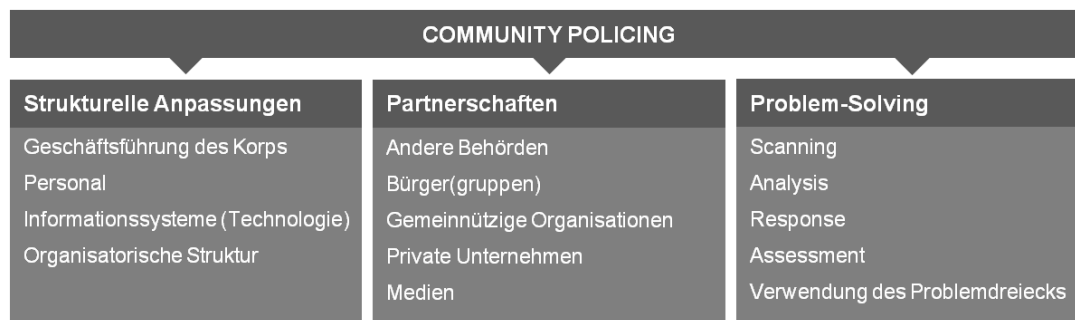 COMMUNITY POLICING
Strukturelle Anpassungen
Geschäftsführung des Korps
Personal
Informationssysteme (Technologie)
Organisatorische Struktur
Partnerschaften
Andere Behörden
Bürger(gruppen)
Gemeinnützige Organisationen
Private Unternehmen
Medien
Problem-Solving
Scanning
Analysis
Response
Assessment
Verwendung des Problemdreiecks